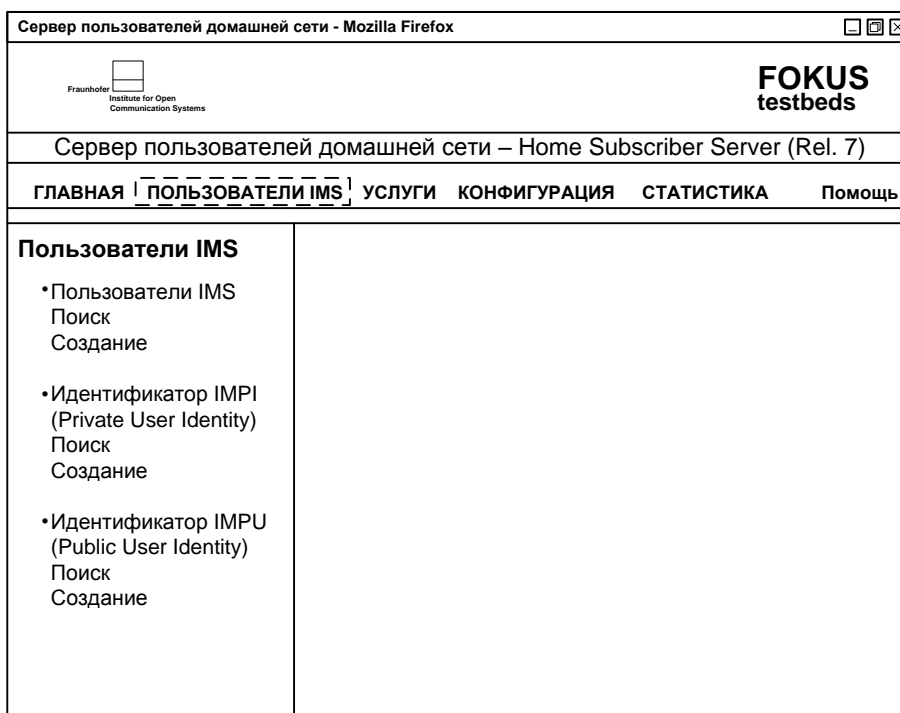 Сервер пользователей домашней сети - Mozilla Firefox
Fraunhofer
Institute for Open
Communication Systems
FOKUS
testbeds
Сервер пользователей домашней сети – Home Subscriber Server (Rel. 7)
ГЛАВНАЯ ПОЛЬЗОВАТЕЛИ IMS УСЛУГИ КОНФИГУРАЦИЯ СТАТИСТИКА Помощь
Пользователи IMS
•Пользователи IMS
Поиск
Создание
•Идентификатор IMPI
(Private User Identity)
Поиск
Создание
•Идентификатор IMPU
(Public User Identity)
Поиск
Создание